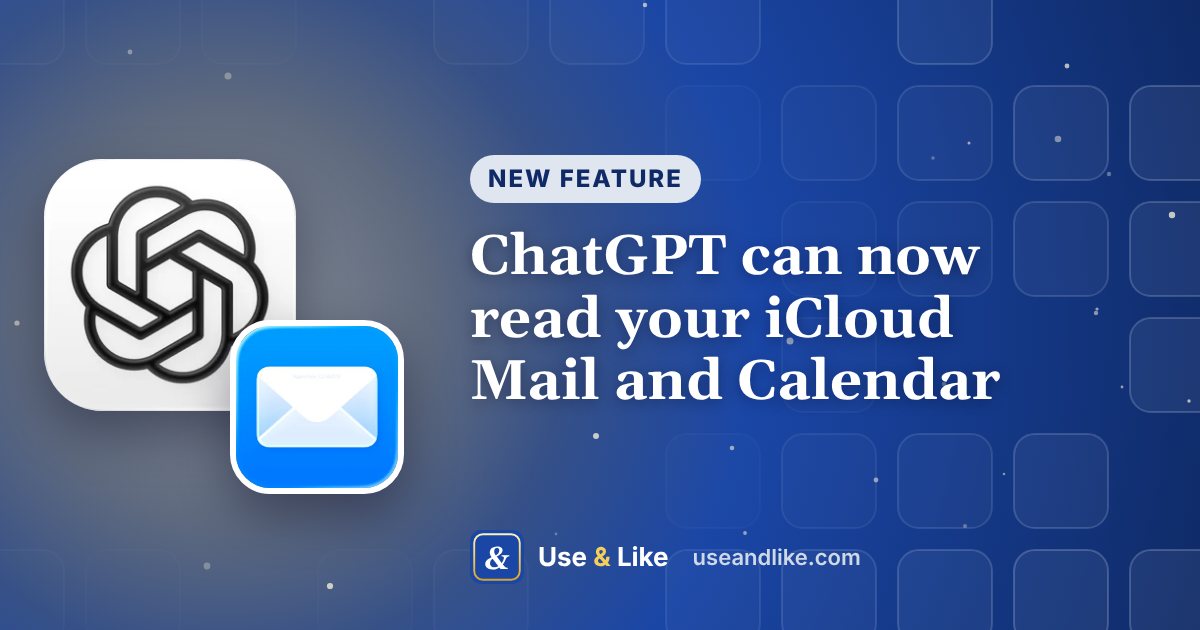 NEW FEATURE
ChatGPT can now
read your iCloud
Mail and Calendar
& Use & Like useandlike.com